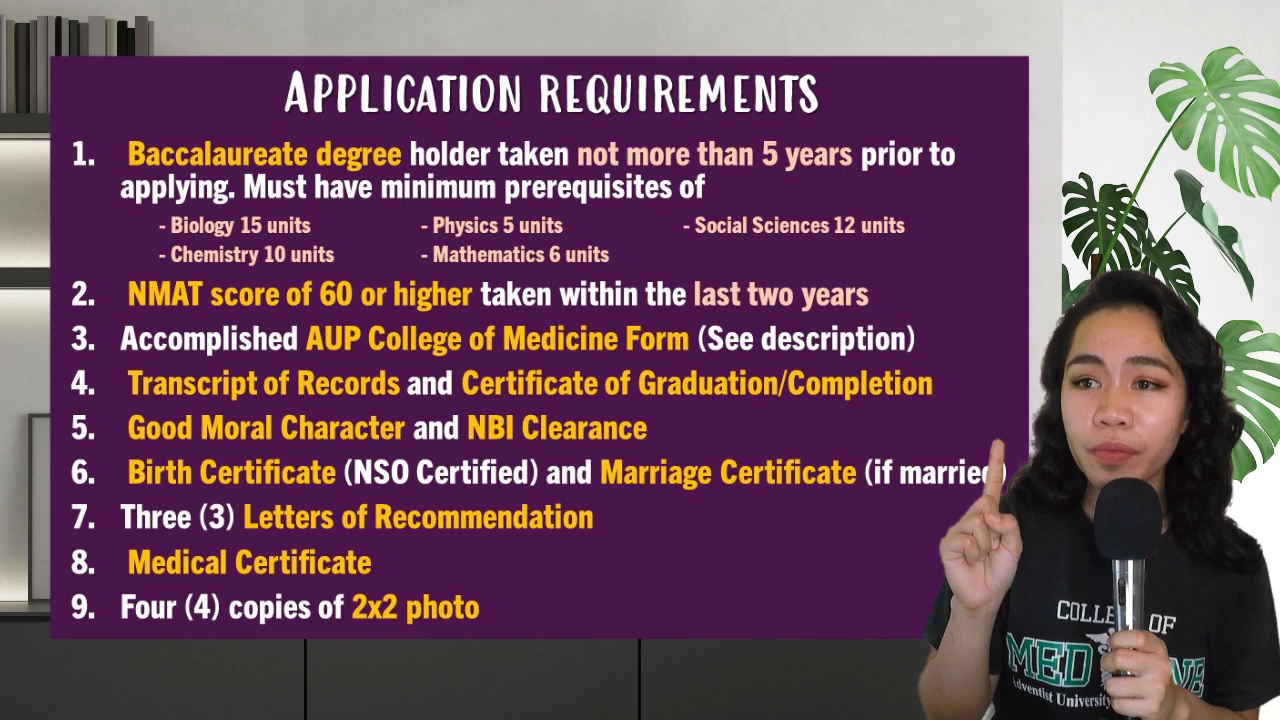 APPLICATION REQUIREMENTS
1. Baccalaureate degree holder taken not more than 5 years prior to
applying. Must have minimum prerequisites of
- Biology 15 units - Physics 5 units - Social Sciences 12 units
- Chemistry 10 units - Mathematics 6 units
2. NMAT score of 60 or higher taken within the last two years
3. Accomplished AUP College of Medicine Form (See description)
4. Transcript of Records and Certificate of Graduation/Completion
5. Good Moral Character and NBI Clearance
6. Birth Certificate (NSO Certified) and Marriage Certificate (if married)
7. Three (3) Letters of Recommendation
8. Medical Certificate
9. Four (4) copies of 2x2 photo
COLLEGE OF
MED NE
Adventist University